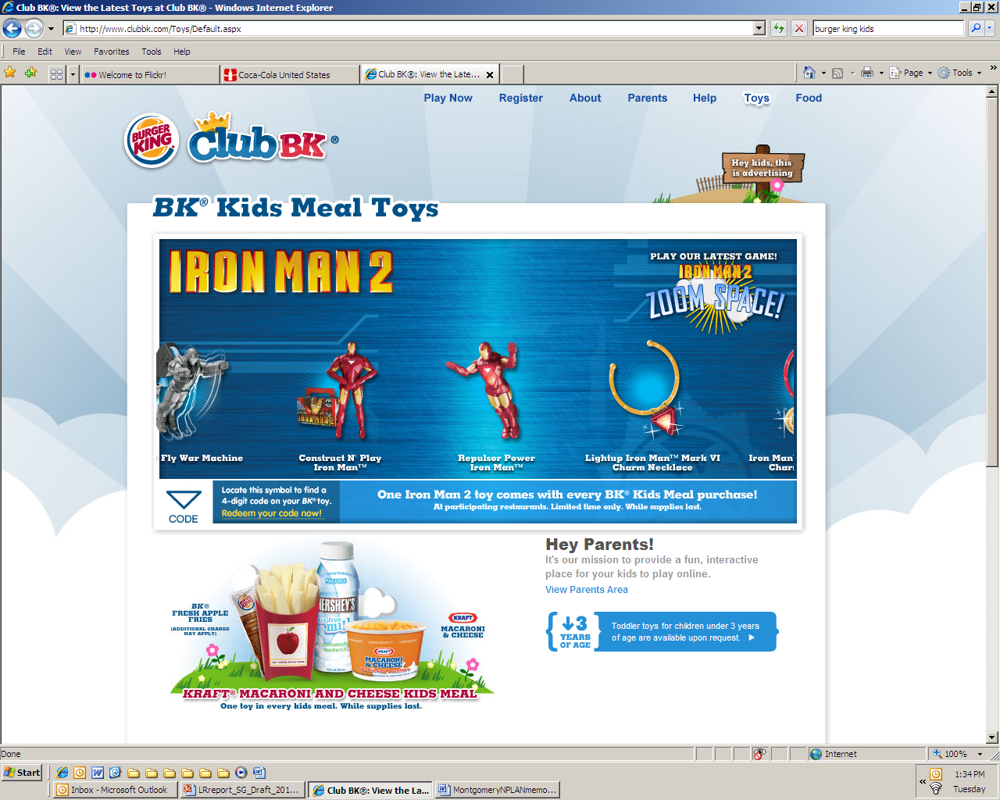 Club BK®: View the Latest Toys at Club BK® - Windows Internet Explorer
http://www.clubbk.com/Toys/Default.aspx
burger king kids
File Edit View Favorites Tools Help
Welcome to Flickr!
Coca-Cola United States
Club BK®: View the Late...
Page
Tools
Play Now Register About Parents Help Toys Food
BURGER KING
Club BK®
Hey kids, this
is advertising
BK® Kids Meal Toys
IRON MAN 2
PLAY OUR LATEST GAME!
IRON MAN 2
ZOOM SPACE!
Fly War Machine
Construct N' Play
Iron Man™
Repulsor Power
Iron Man™
Lightup Iron Man™ Mark VI
Charm Necklace
Iron Man
Char
CODE
Locate this symbol to find a
4-digit code on your BK® toy.
Redeem your code now!
One Iron Man 2 toy comes with every BK® Kids Meal purchase!
At participating restaurants. Limited time only. While supplies last.
BK®
FRESH APPLE
FRIES
(ADDITIONAL CHARGE
MAY APPLY)
HERSHEY'S
KRAFT
MACARONI
& CHEESE
KRAFT
MACARONI
& CHEESE
KRAFT® MACARONI AND CHEESE KIDS MEAL
One toy in every kids meal. While supplies last.
Hey Parents!
It's our mission to provide a fun, interactive
place for your kids to play online.
View Parents Area
3
YEARS
OF AGE
Toddler toys for children under 3 years
of age are available upon request.
Done
Internet
100%
Start
1:34 PM
Inbox - Microsoft Outlook
LRreport_SG_Draft_201...
Club BK®: View the La...
MontgomeryNPLANmemo...
Tuesday